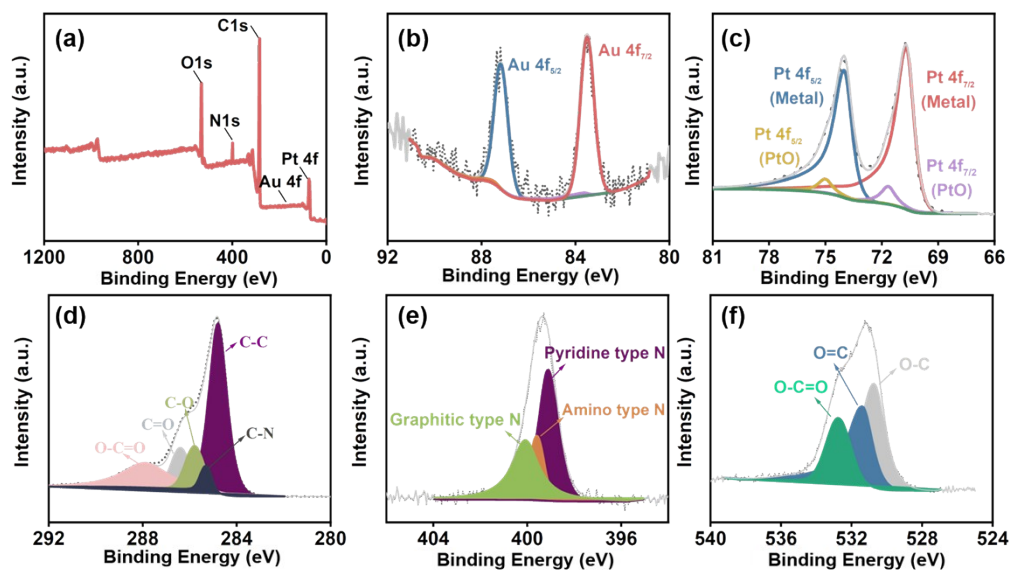 (a)
C1s
O1s
N1s
Pt 4f
Au 4f
Intensity (a.u.)
1200 800 400 0
Binding Energy (eV)
(b)
Au 4f5/2
Au 4f7/2
Intensity (a.u.)
92 88 84 80
Binding Energy (eV)
(c)
Pt 4f5/2
(Metal)
Pt 4f7/2
(Metal)
Pt 4f5/2
(PtO)
Pt 4f7/2
(PtO)
Intensity (a.u.)
81 78 75 72 69 66
Binding Energy (eV)
(d)
C-C
C-O
C=O
O-C=O
C-N
Intensity (a.u.)
292 288 284 280
Binding Energy (eV)
(e)
Pyridine type N
Graphitic type N
Amino type N
Intensity (a.u.)
404 400 396
Binding Energy (eV)
(f)
O=C
O-C
O-C=O
Intensity (a.u.)
540 536 532 528 524
Binding Energy (eV)